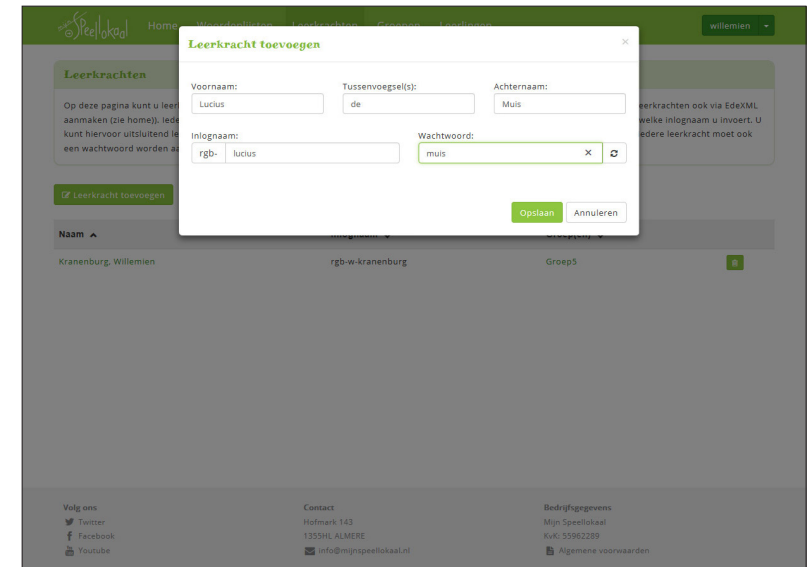 Speellokaal Home Woordenlijsten Leerkrachten Groepen Leerlingen willemien
Leerkracht toevoegen ×
Leerkrachten
Voornaam: Tussenvoegsel(s): Achternaam:
Lucius de Muis
Op deze pagina kunt u leer eerkrachten ook via EdeXML
aanmaken (zie home)). Iede welke inlognaam u invoert. U
kunt hiervoor uitsluitend le edere leerkracht moet ook
een wachtwoord worden aa
Inlognaam: Wachtwoord:
rgb- lucius muis
Leerkracht toevoegen
Opslaan Annuleren
Naam Inlognaam Groep(en)
Kranenburg, Willemien rgb-w-kranenburg Groep5
Volg ons Contact Bedrijfsgegevens
Twitter Hofmark 143 Mijn Speellokaal
Facebook 1355HL ALMERE KvK: 55962289
Youtube info@mijnspeellokaal.nl Algemene voorwaarden